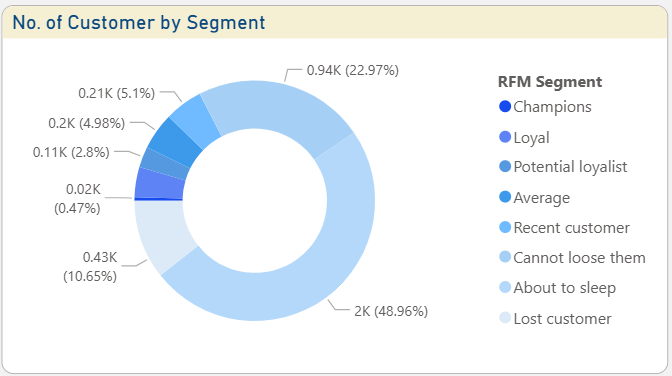 No. of Customer by Segment
0.94K (22.97%)
0.21K (5.1%)
0.2K (4.98%)
0.11K (2.8%)
0.02K
(0.47%)
0.43K
(10.65%)
2K (48.96%)
RFM Segment
Champions
Loyal
Potential loyalist
Average
Recent customer
Cannot loose them
About to sleep
Lost customer